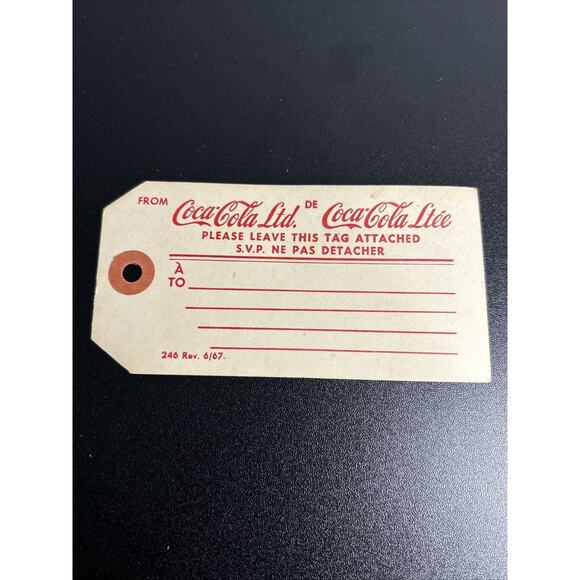 FROM Coca-Cola Ltd. DE Coca-Cola Ltée
PLEASE LEAVE THIS TAG ATTACHED
S.V.P. NE PAS DETACHER
À
TO
246 Rev. 6/67.